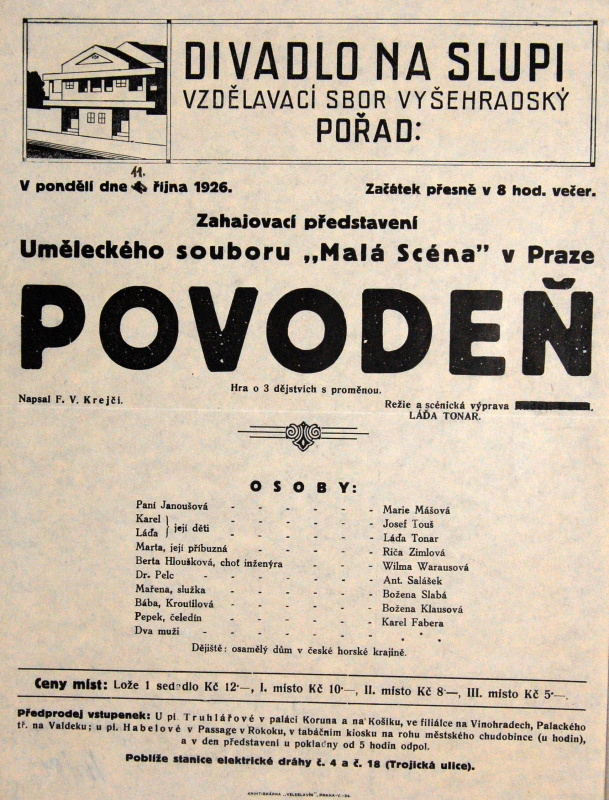 DIVADLO NA SLUPI
VZDĚLAVACÍ SBOR VYŠEHRADSKÝ
POŘAD:
11.
V pondělí dne října 1926. Začátek přesně v 8 hod. večer.
Zahajovací představení
Uměleckého souboru „Malá Scéna" v Praze
POVODEŇ
Hra o 3 dějstvích s proměnou.
Napsal F. V. Krejčí. Režie a scénická výprava
LÁĎA TONAR.
OSOBY:
Paní Janoušová - - - - - - Marie Mášová
Karel } její děti - - - - - Josef Touš
Láďa } - - - - - Láďa Tonar
Marta, její příbuzná - - - - - Riča Zimlová
Berta Hloušková, chot inženýra - - - Wilma Warausová
Dr. Pelc - - - - - - Ant. Salášek
Mařena, služka - - - - - Božena Slabá
Bába, Kroutilová - - - - - Božena Klausová
Pepek, čeledín - - - - - Karel Fabera
Dva muži - - - - - - . . .
Dějiště: osamělý dům v české horské krajině.
Ceny míst: Lože 1 sedadlo Kč 12·—, I. místo Kč 10·—, II. místo Kč 8·—, III. místo Kč 5·—.
Předprodej vstupenek: U pí. Truhlářové v paláci Koruna a na Košíku, ve filiálce na Vinohradech, Palackého
tř. na Valdeku; u pí. Habelové v Passage v Rokoku, v tabáčním kiosku na rohu městského chudobince (u hodin),
a v den představení u pokladny od 5 hodin odpol.
Poblíže stanice elektrické dráhy č. 4 a č. 18 (Trojická ulice).
KNIHTISKÁRNA „VELESLAVÍN", PRAHA-V.